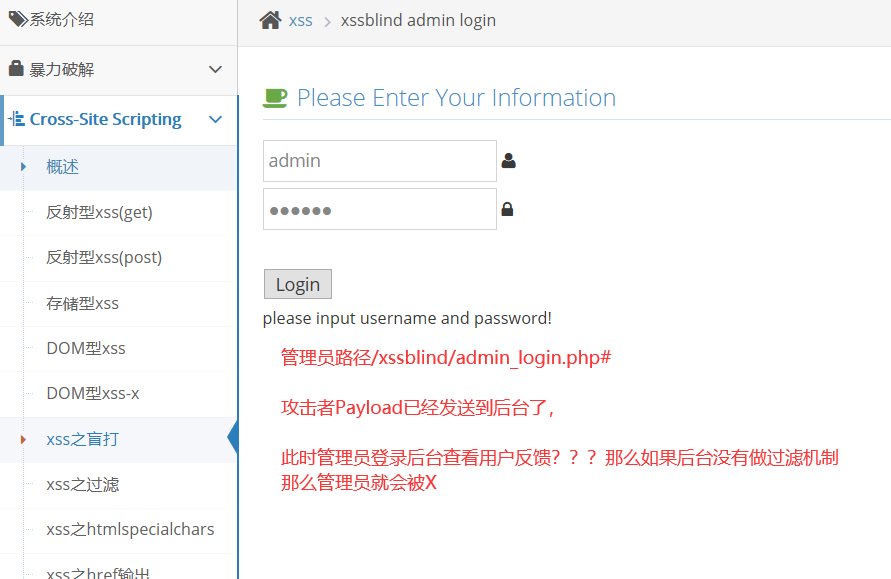 系统介绍
暴力破解
Cross-Site Scripting
概述
反射型xss(get)
反射型xss(post)
存储型xss
DOM型xss
DOM型xss-x
xss之盲打
xss之过滤
xss之htmlspecialchars
xss之href输出
xss > xssblind admin login
Please Enter Your Information
admin
●●●●●●
Login
please input username and password!
管理员路径/xssblind/admin_login.php#
攻击者Payload已经发送到后台了，
此时管理员登录后台查看用户反馈？？？那么如果后台没有做过滤机制
那么管理员就会被X